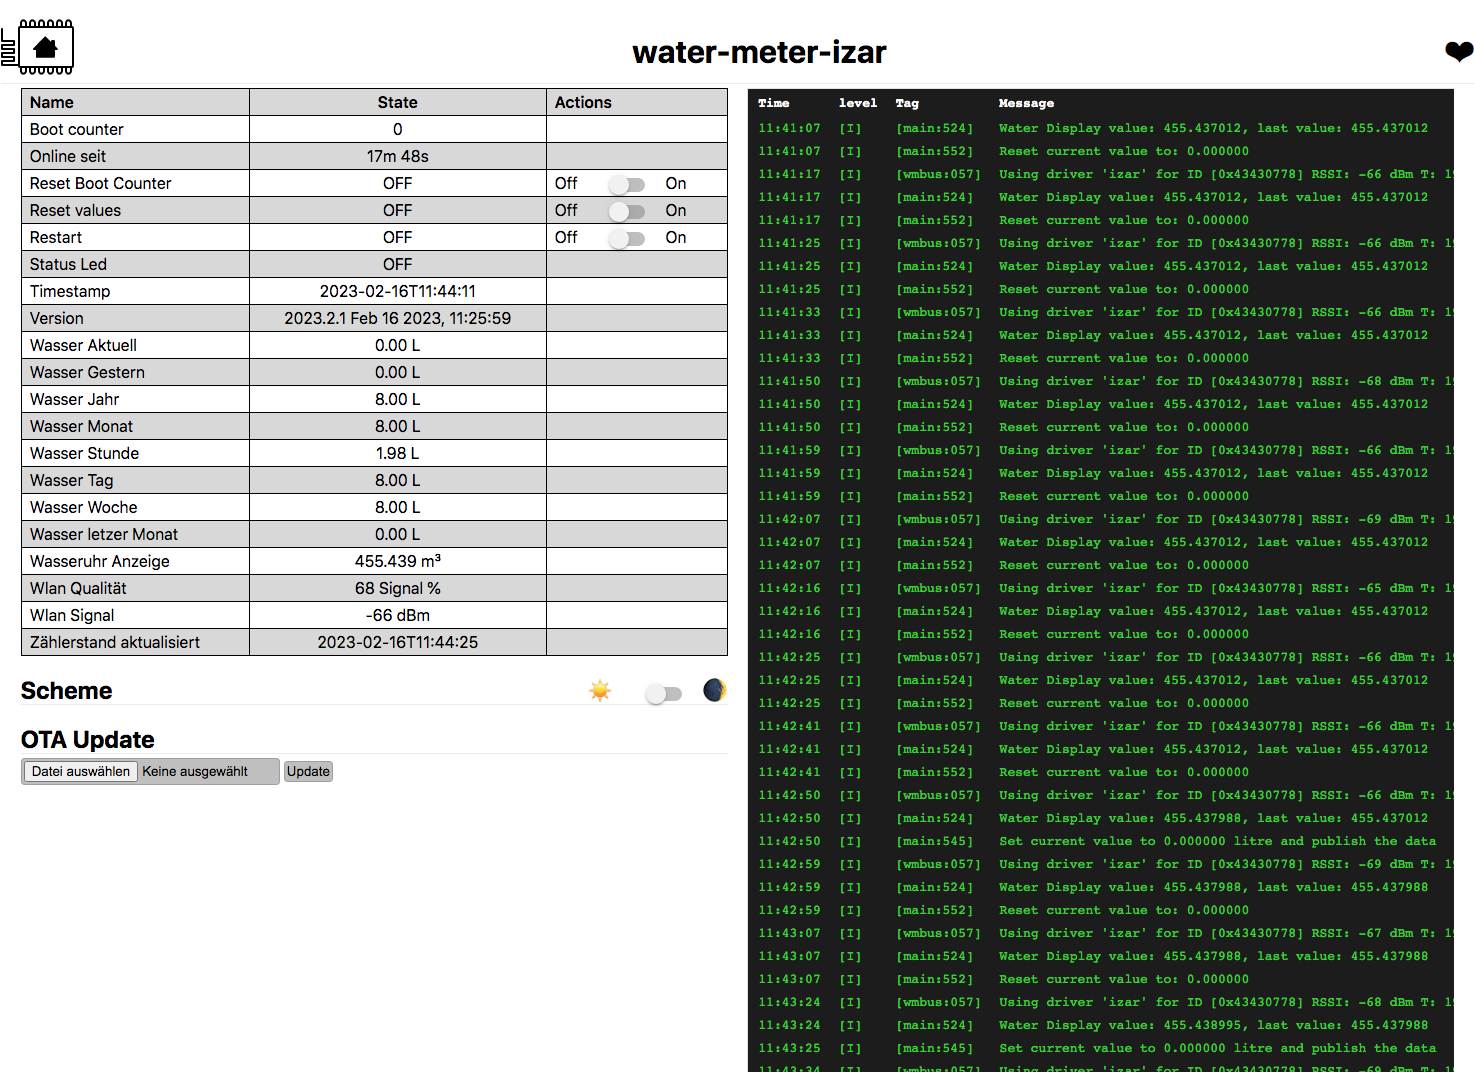 water-meter-izar
Name State Actions
Boot counter 0
Online seit 17m 48s
Reset Boot Counter OFF Off On
Reset values OFF Off On
Restart OFF Off On
Status Led OFF
Timestamp 2023-02-16T11:44:11
Version 2023.2.1 Feb 16 2023, 11:25:59
Wasser Aktuell 0.00 L
Wasser Gestern 0.00 L
Wasser Jahr 8.00 L
Wasser Monat 8.00 L
Wasser Stunde 1.98 L
Wasser Tag 8.00 L
Wasser Woche 8.00 L
Wasser letzer Monat 0.00 L
Wasseruhr Anzeige 455.439 m³
Wlan Qualität 68 Signal %
Wlan Signal -66 dBm
Zählerstand aktualisiert 2023-02-16T11:44:25
Scheme
OTA Update
Datei auswählen Keine ausgewählt Update
Time level Tag Message
11:41:07 [I] [main:524] Water Display value: 455.437012, last value: 455.437012
11:41:07 [I] [main:552] Reset current value to: 0.000000
11:41:17 [I] [wmbus:057] Using driver 'izar' for ID [0x43430778] RSSI: -66 dBm T: 1
11:41:17 [I] [main:524] Water Display value: 455.437012, last value: 455.437012
11:41:17 [I] [main:552] Reset current value to: 0.000000
11:41:25 [I] [wmbus:057] Using driver 'izar' for ID [0x43430778] RSSI: -66 dBm T: 1
11:41:25 [I] [main:524] Water Display value: 455.437012, last value: 455.437012
11:41:25 [I] [main:552] Reset current value to: 0.000000
11:41:33 [I] [wmbus:057] Using driver 'izar' for ID [0x43430778] RSSI: -66 dBm T: 1
11:41:33 [I] [main:524] Water Display value: 455.437012, last value: 455.437012
11:41:33 [I] [main:552] Reset current value to: 0.000000
11:41:50 [I] [wmbus:057] Using driver 'izar' for ID [0x43430778] RSSI: -68 dBm T: 1
11:41:50 [I] [main:524] Water Display value: 455.437012, last value: 455.437012
11:41:50 [I] [main:552] Reset current value to: 0.000000
11:41:59 [I] [wmbus:057] Using driver 'izar' for ID [0x43430778] RSSI: -66 dBm T: 1
11:41:59 [I] [main:524] Water Display value: 455.437012, last value: 455.437012
11:41:59 [I] [main:552] Reset current value to: 0.000000
11:42:07 [I] [wmbus:057] Using driver 'izar' for ID [0x43430778] RSSI: -69 dBm T: 1
11:42:07 [I] [main:524] Water Display value: 455.437012, last value: 455.437012
11:42:07 [I] [main:552] Reset current value to: 0.000000
11:42:16 [I] [wmbus:057] Using driver 'izar' for ID [0x43430778] RSSI: -65 dBm T: 1
11:42:16 [I] [main:524] Water Display value: 455.437012, last value: 455.437012
11:42:16 [I] [main:552] Reset current value to: 0.000000
11:42:25 [I] [wmbus:057] Using driver 'izar' for ID [0x43430778] RSSI: -66 dBm T: 1
11:42:25 [I] [main:524] Water Display value: 455.437012, last value: 455.437012
11:42:25 [I] [main:552] Reset current value to: 0.000000
11:42:41 [I] [wmbus:057] Using driver 'izar' for ID [0x43430778] RSSI: -66 dBm T: 1
11:42:41 [I] [main:524] Water Display value: 455.437012, last value: 455.437012
11:42:41 [I] [main:552] Reset current value to: 0.000000
11:42:50 [I] [wmbus:057] Using driver 'izar' for ID [0x43430778] RSSI: -66 dBm T: 1
11:42:50 [I] [main:524] Water Display value: 455.437988, last value: 455.437012
11:42:50 [I] [main:545] Set current value to 0.000000 litre and publish the data
11:42:59 [I] [wmbus:057] Using driver 'izar' for ID [0x43430778] RSSI: -69 dBm T: 1
11:42:59 [I] [main:524] Water Display value: 455.437988, last value: 455.437988
11:42:59 [I] [main:552] Reset current value to: 0.000000
11:43:07 [I] [wmbus:057] Using driver 'izar' for ID [0x43430778] RSSI: -67 dBm T: 1
11:43:07 [I] [main:524] Water Display value: 455.437988, last value: 455.437988
11:43:07 [I] [main:552] Reset current value to: 0.000000
11:43:24 [I] [wmbus:057] Using driver 'izar' for ID [0x43430778] RSSI: -68 dBm T: 1
11:43:24 [I] [main:524] Water Display value: 455.438995, last value: 455.437988
11:43:25 [I] [main:545] Set current value to 0.000000 litre and publish the data
11:43:34 [I] [wmbus:057] Using driver 'izar' for ID [0x43430778] RSSI: -69 dBm T: 1